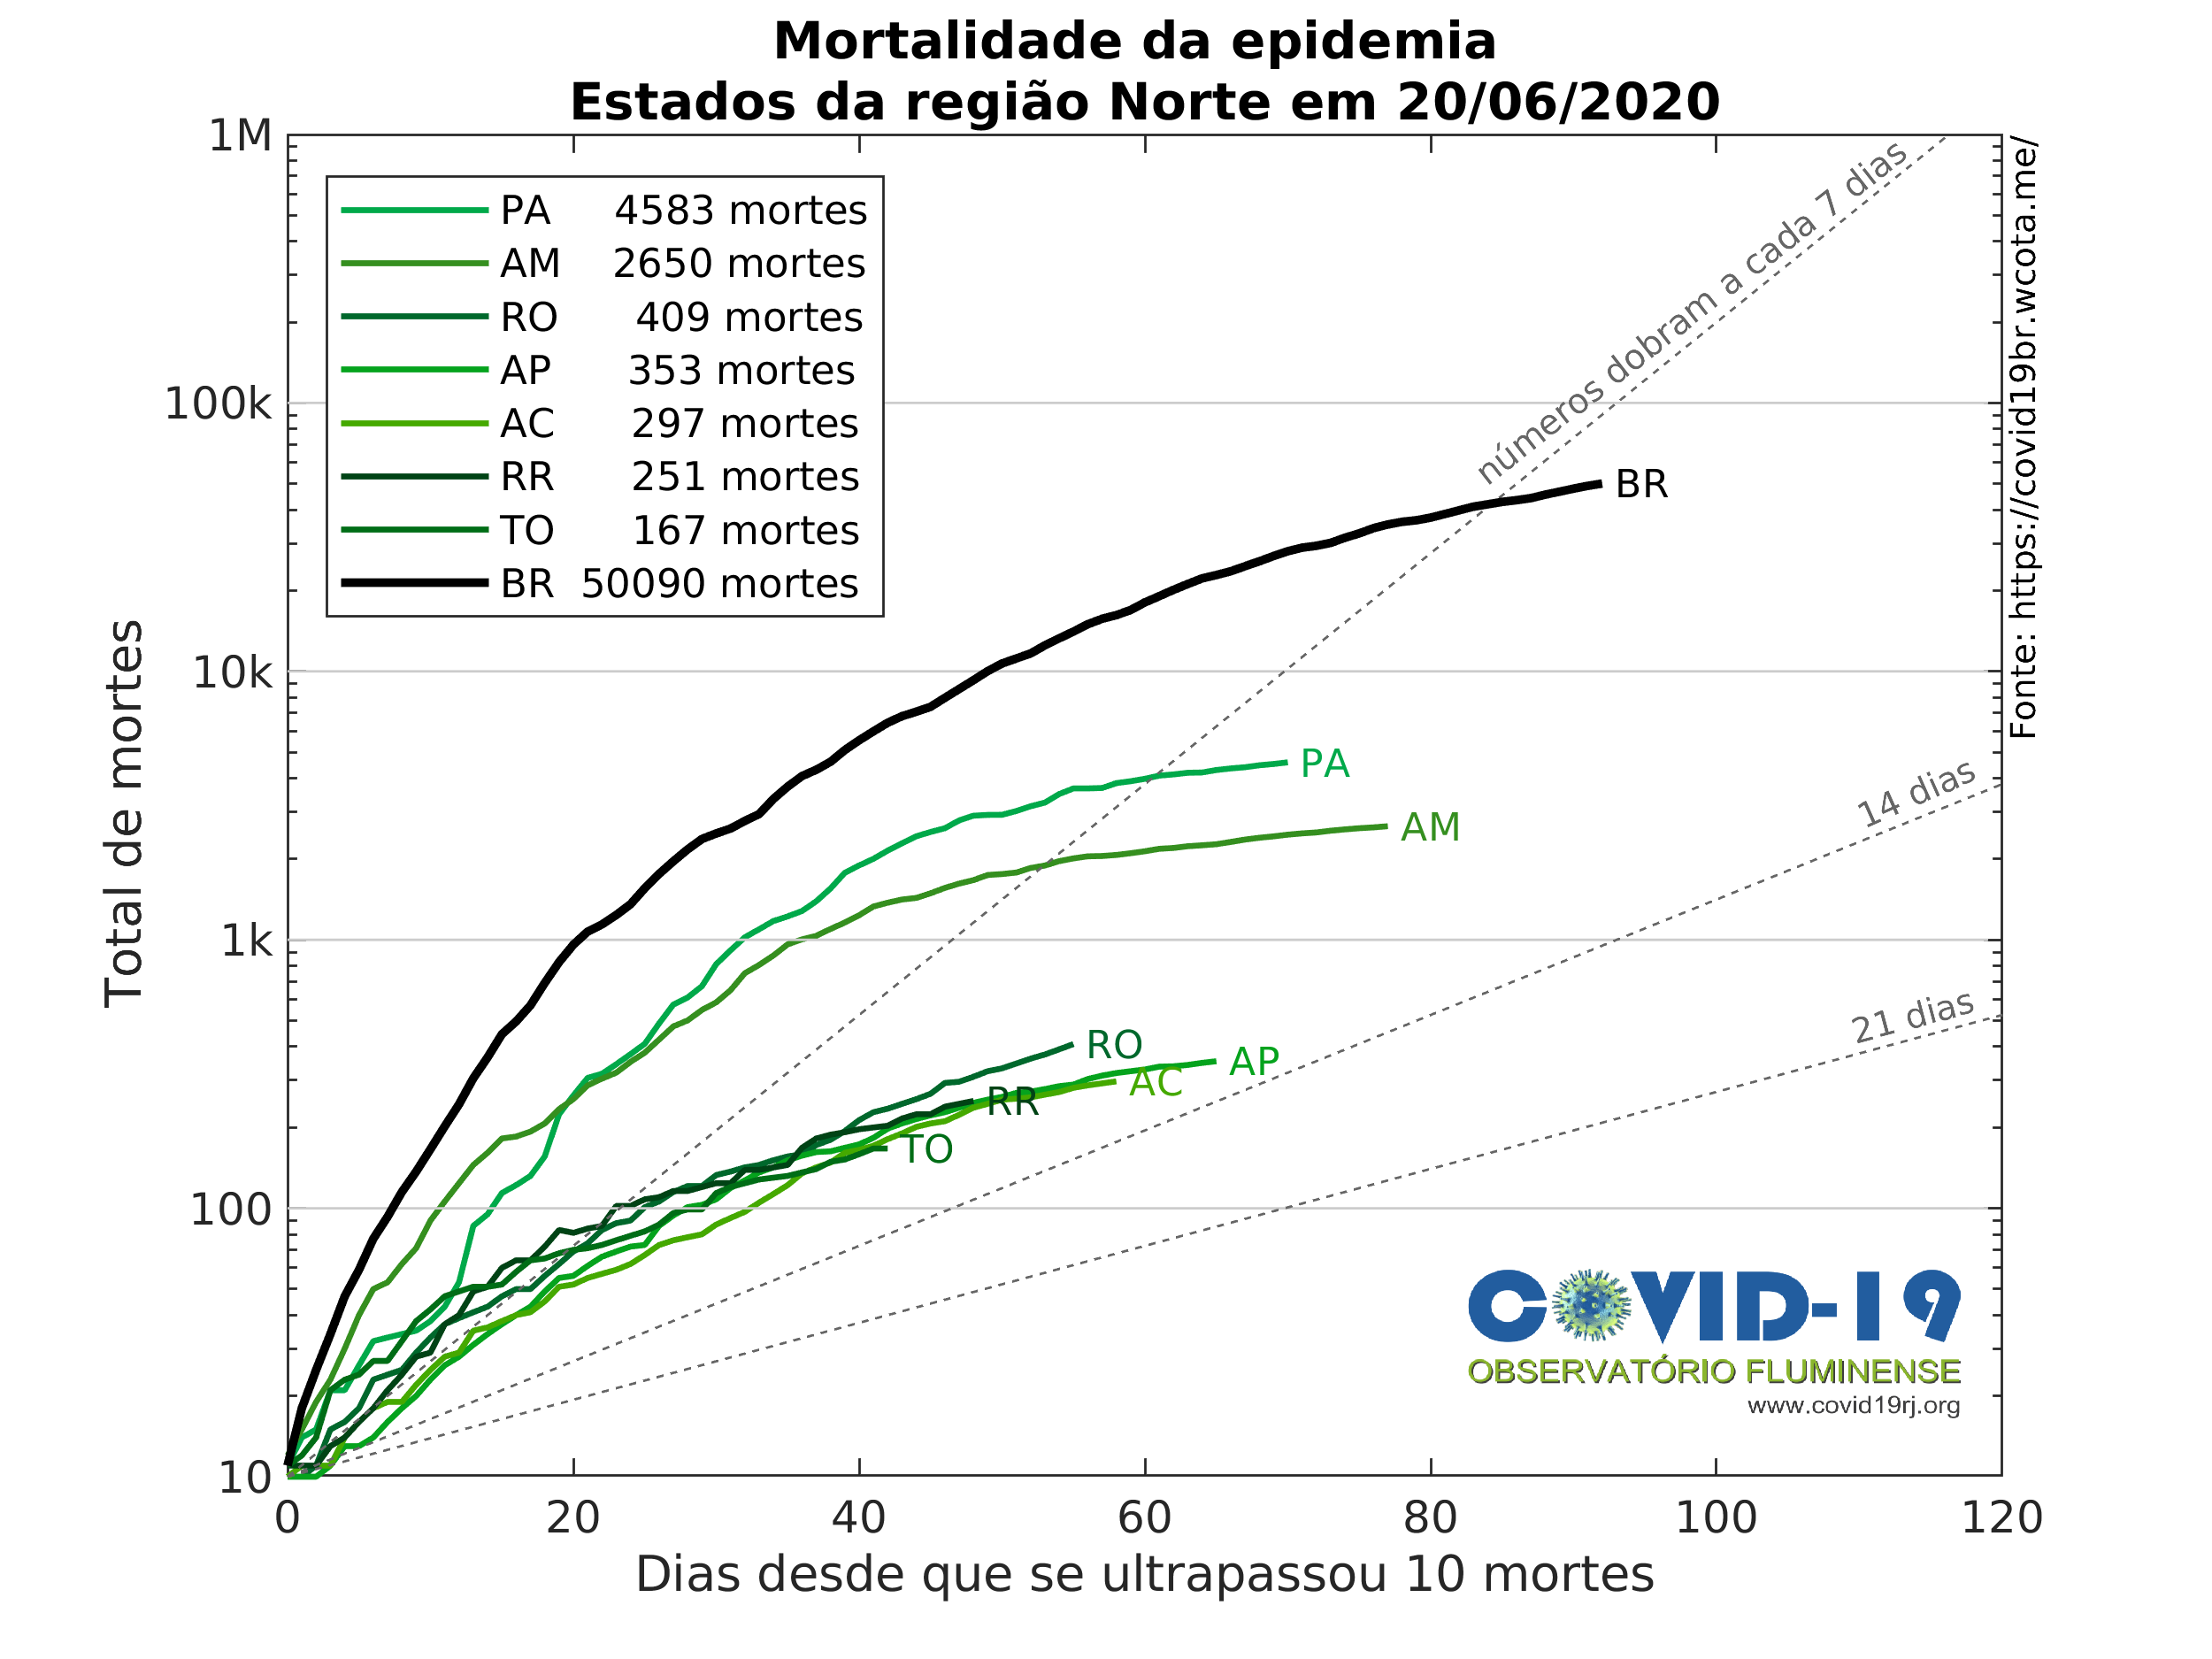 Mortalidade da epidemia
Estados da região Norte em 20/06/2020
1M
100k
10k
1k
100
10
Total de mortes
PA 4583 mortes
AM 2650 mortes
RO 409 mortes
AP 353 mortes
AC 297 mortes
RR 251 mortes
TO 167 mortes
BR 50090 mortes
números dobram a cada 7 dias
BR
PA
14 dias
AM
21 dias
RO
AP
AC
RR
TO
Fonte: https://covid19br.wcota.me/
COVID-19
OBSERVATÓRIO FLUMINENSE
www.covid19rj.org
0 20 40 60 80 100 120
Dias desde que se ultrapassou 10 mortes